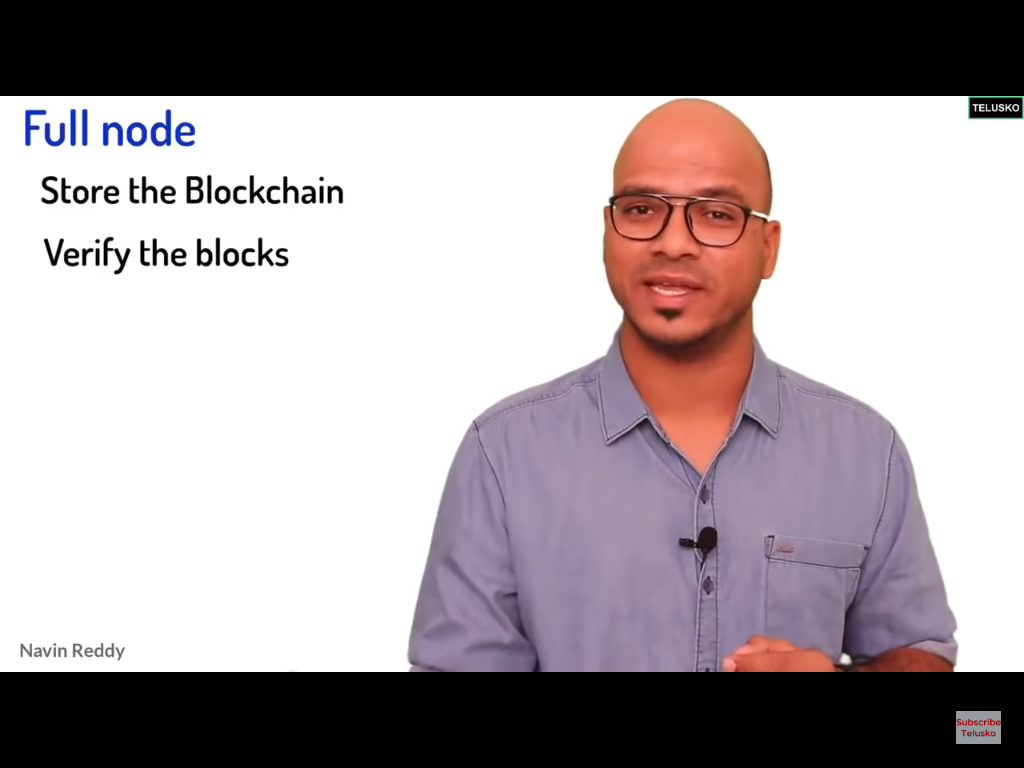 TELUSKO
Full node
Store the Blockchain
Verify the blocks
Navin Reddy
Subscribe
Telusko